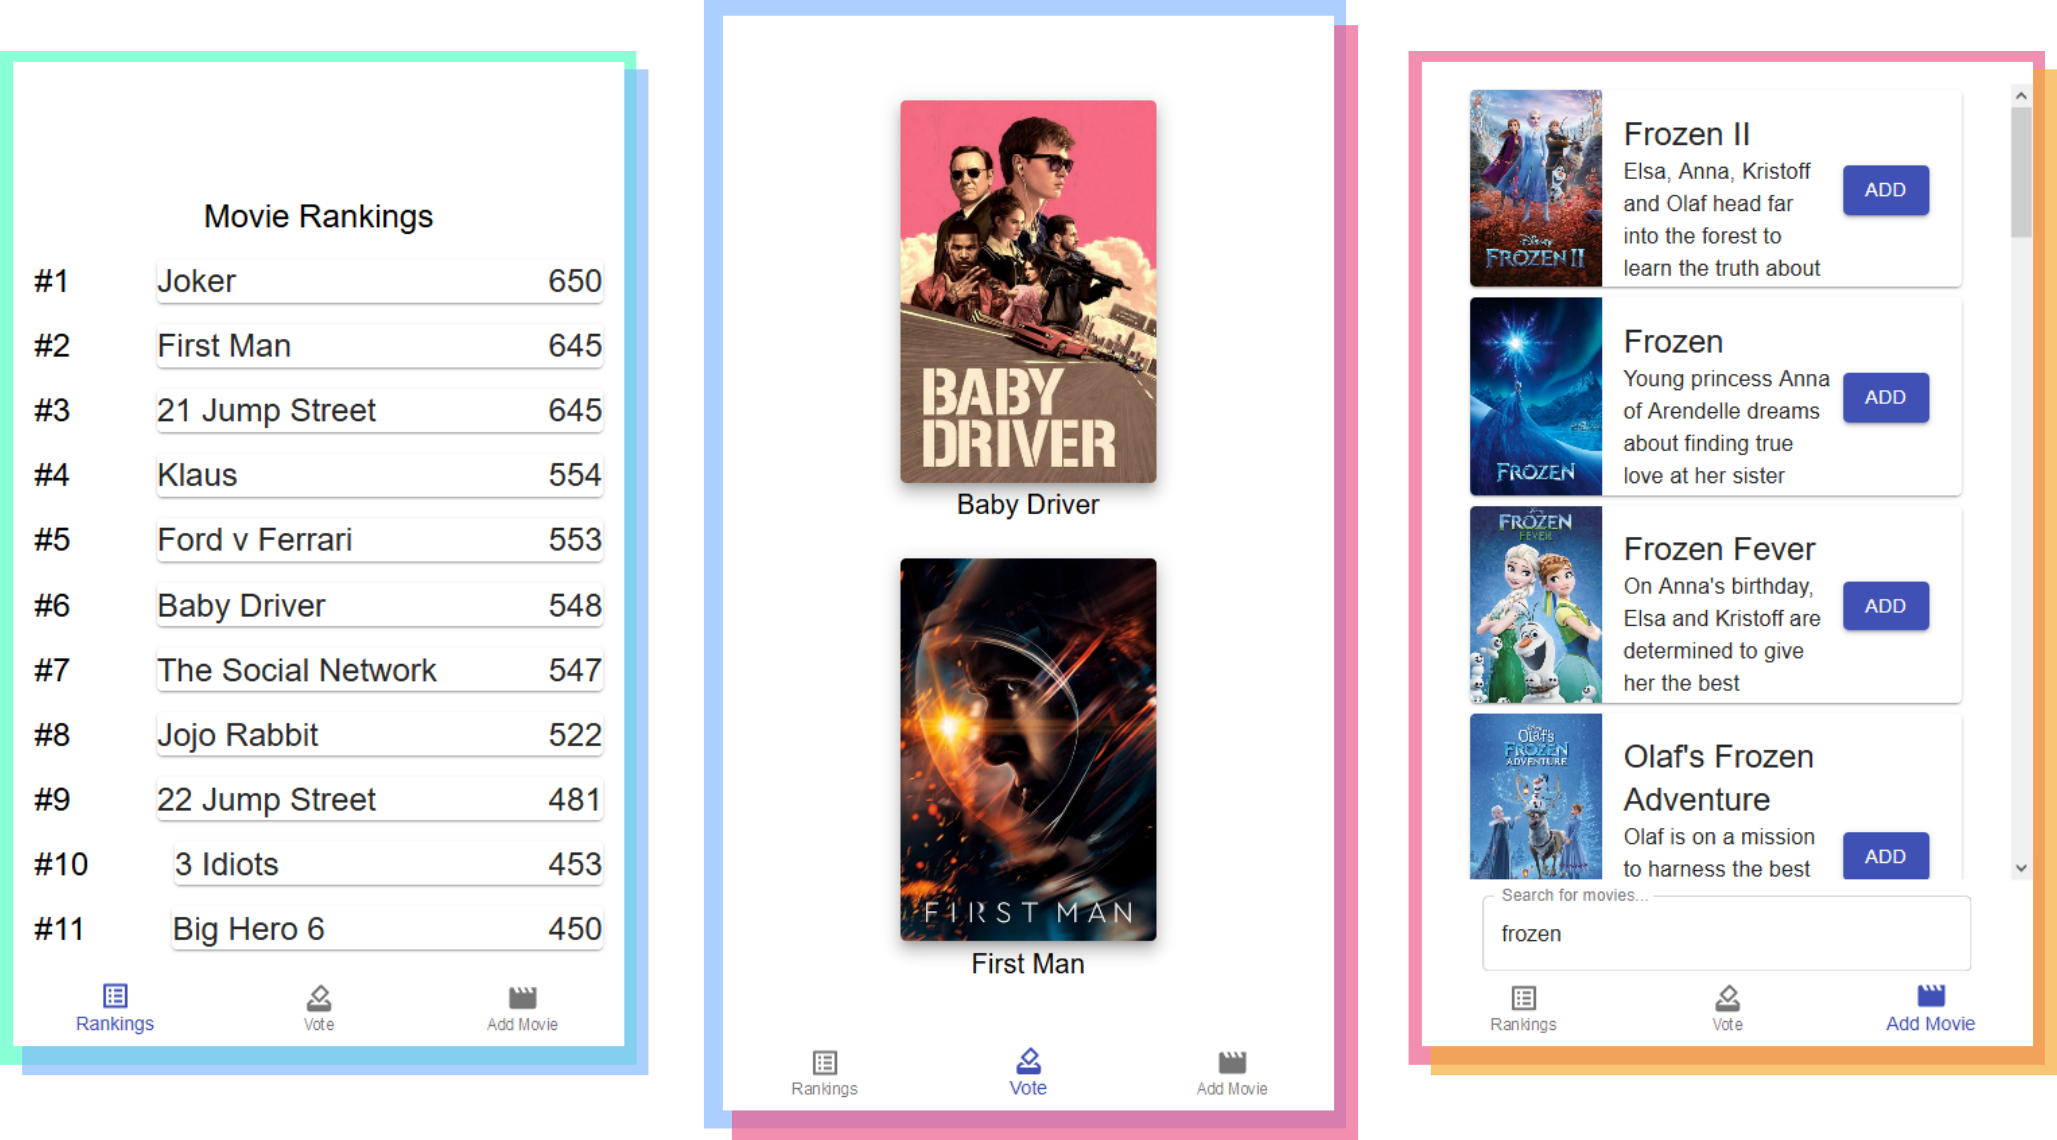 Movie Rankings
#1 Joker 650
#2 First Man 645
#3 21 Jump Street 645
#4 Klaus 554
#5 Ford v Ferrari 553
#6 Baby Driver 548
#7 The Social Network 547
#8 Jojo Rabbit 522
#9 22 Jump Street 481
#10 3 Idiots 453
#11 Big Hero 6 450
Rankings Vote Add Movie
BABY
DRIVER
Baby Driver
FIRST MAN
First Man
Rankings Vote Add Movie
Disney
FROZEN II
Frozen II
Elsa, Anna, Kristoff
and Olaf head far
into the forest to
learn the truth about
ADD
FROZEN
Frozen
Young princess Anna
of Arendelle dreams
about finding true
love at her sister
ADD
FROZEN
FEVER
Frozen Fever
On Anna's birthday,
Elsa and Kristoff are
determined to give
her the best
ADD
Olaf's
FROZEN
ADVENTURE
Olaf's Frozen
Adventure
Olaf is on a mission
to harness the best
ADD
Search for movies...
frozen
Rankings Vote Add Movie